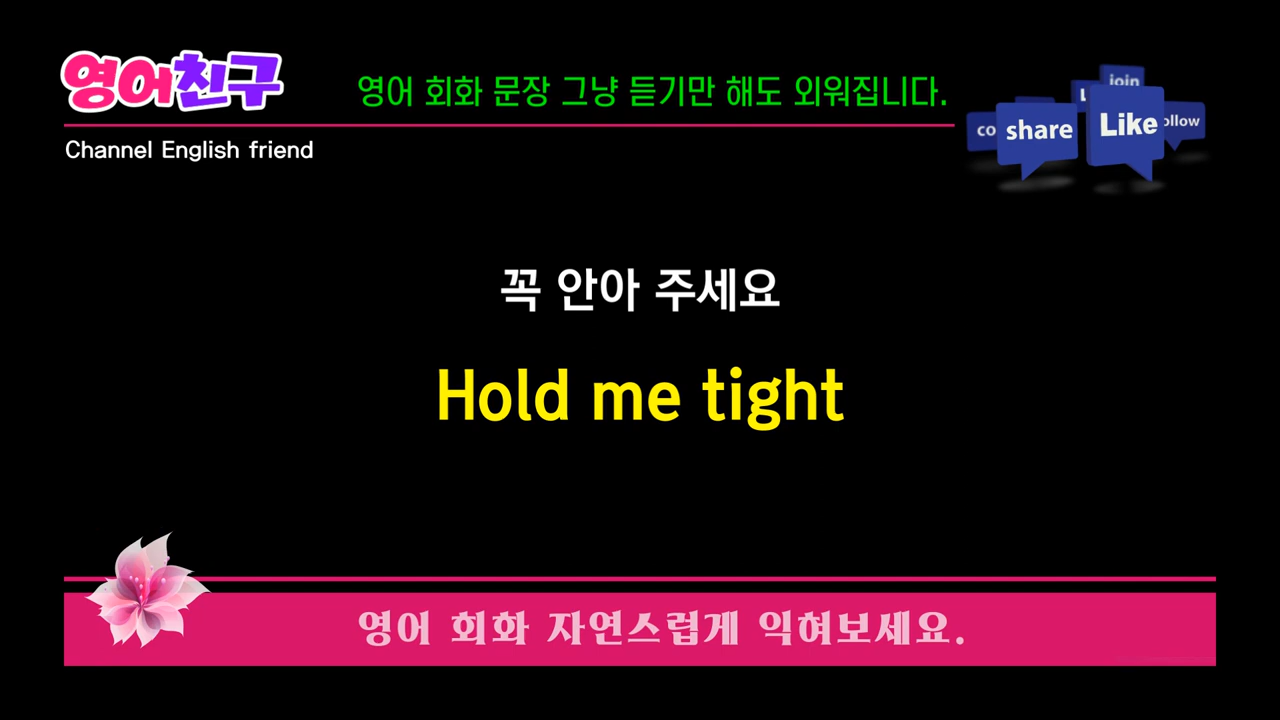 영어친구
영어 회화 문장 그냥 듣기만 해도 외워집니다.
Channel English friend
join
share
Like
꼭 안아 주세요
Hold me tight
영어 회화 자연스럽게 익혀보세요.